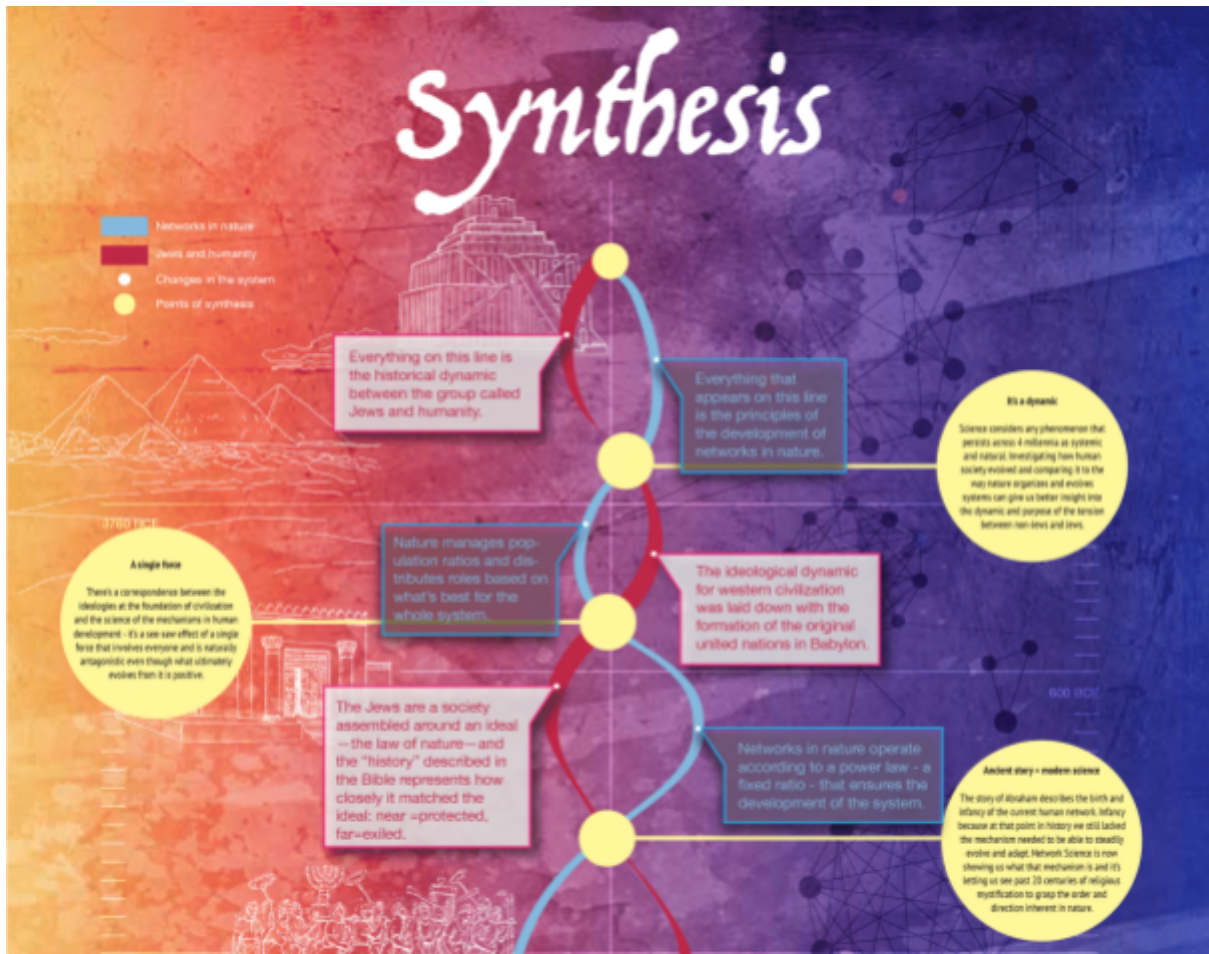 Synthesis
Networks in nature
Jews and humanity
Changes in the system
Points of synthesis
Everything on this line is
the historical dynamic
between the group called
Jews and humanity.
Everything that
appears on this line
is the principles of
the development of
networks in nature.
It's a dynamic
Science considers any phenomenon that
persists across 4 millennia as systemic
and natural. Investigating how human
society evolved and comparing it to the
way nature organizes and evolves
systems can give us better insight into
the dynamic and purpose of the tension
between non-Jews and Jews.
3760 BCE
Nature manages pop-
ulation ratios and dis-
tributes roles based on
what's best for the
whole system.
The ideological dynamic
for western civilization
was laid down with the
formation of the original
united nations in Babylon.
A single force
There's a correspondence between the
ideologies at the foundation of civilization
and the science of the mechanisms in human
development - it's a see-saw effect of a single
force that involves everyone and is naturally
antagonistic even though what ultimately
evolves from it is positive.
600 BCE
The Jews are a society
assembled around an ideal
—the law of nature—and
the "history" described in
the Bible represents how
closely it matched the
ideal: near =protected,
far=exiled.
Networks in nature operate
according to a power law - a
fixed ratio - that ensures the
development of the system.
Ancient story = modern science
The story of Abraham describes the birth and
infancy of the current human network. Infancy
because at that point in history we still lacked
the mechanism needed to be able to steadily
evolve and adapt. Network Science is now
showing us what that mechanism is and it's
letting us see past 20 centuries of religious
mystification to grasp the order and
direction inherent in nature.